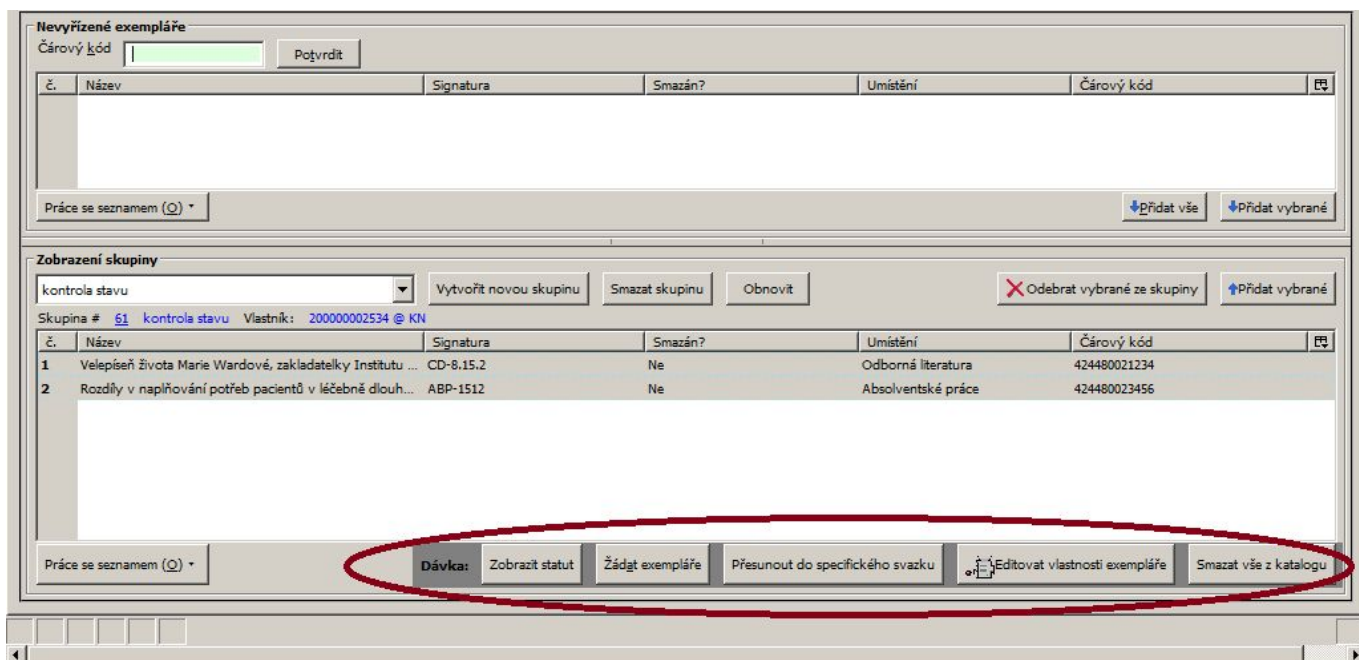 Nevyřízené exempláře
Čárový kód Potvrdit
č. Název Signatura Smazán? Umístění Čárový kód
Práce se seznamem (O) Přidat vše Přidat vybrané
Zobrazení skupiny
kontrola stavu Vytvořit novou skupinu Smazat skupinu Obnovit Odebrat vybrané ze skupiny Přidat vybrané
Skupina # 61 kontrola stavu Vlastník: 200000002534 @ KN
č. Název Signatura Smazán? Umístění Čárový kód
1 Velepíseň života Marie Wardové, zakladatelky Institutu ... CD-8.15.2 Ne Odborná literatura 424480021234
2 Rozdíly v naplňování potřeb pacientů v léčebně dlouh... ABP-1512 Ne Absolventské práce 424480023456
Práce se seznamem (O) Dávka: Zobrazit statut Žádat exempláře Přesunout do specifického svazku Editovat vlastnosti exempláře Smazat vše z katalogu